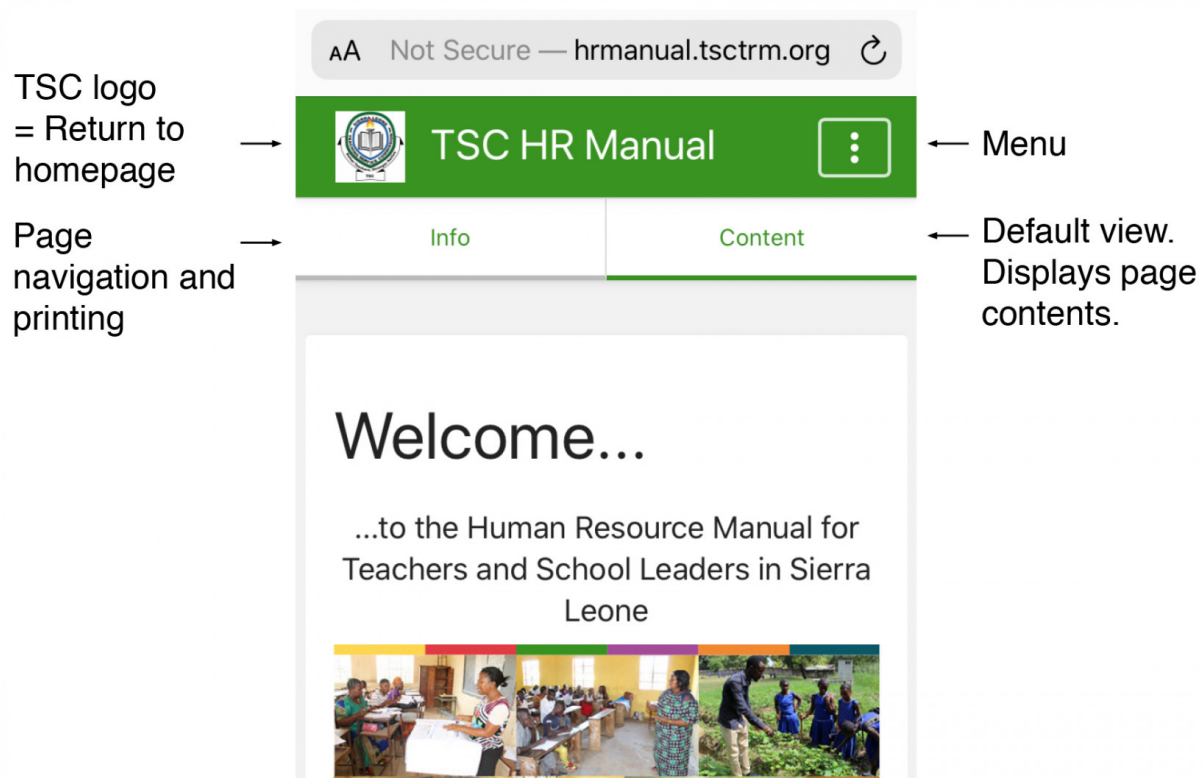 AA Not Secure — hrmanual.tsctrm.org
TSC logo
= Return to
homepage
TSC HR Manual
Menu
Page
navigation and
printing
Info
Content
Default view.
Displays page
contents.
Welcome...
...to the Human Resource Manual for
Teachers and School Leaders in Sierra
Leone